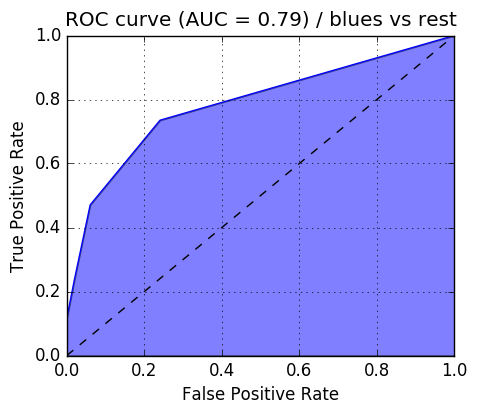 ROC curve (AUC = 0.79) / blues vs rest
True Positive Rate
1.0
0.8
0.6
0.4
0.2
0.0
0.0 0.2 0.4 0.6 0.8 1.0
False Positive Rate